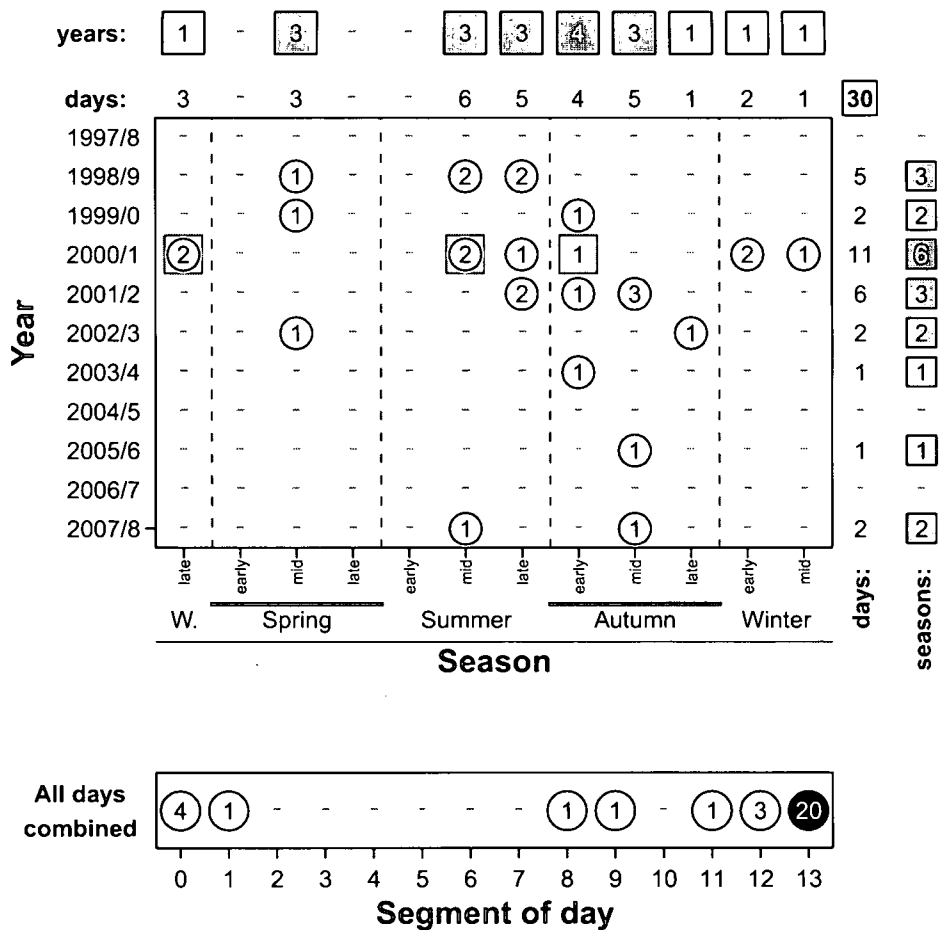 years: 1 - 3 - - 3 3 4 3 1 1 1
days: 3 - 3 - - 6 5 4 5 1 2 1 30
1997/8 - - - - - - - - - - - - - -
1998/9 - - 1 - - 2 2 - - - - - 5 3
1999/0 - - 1 - - - - 1 - - - - 2 2
2000/1 2 - - - - 2 1 1 - - 2 1 11 6
2001/2 - - - - - - 2 1 3 - - - 6 3
2002/3 - - 1 - - - - - - 1 - - 2 2
2003/4 - - - - - - - 1 - - - - 1 1
2004/5 - - - - - - - - - - - - - -
2005/6 - - - - - - - - 1 - - - 1 1
2006/7 - - - - - - - - - - - - - -
2007/8 - - - - - 1 - - 1 - - - 2 2
Year
late early mid late early mid late early mid late early mid
days:
seasons:
W. Spring Summer Autumn Winter
Season
All days
combined
4 1 - - - - - - 1 1 - 1 3 20
0 1 2 3 4 5 6 7 8 9 10 11 12 13
Segment of day